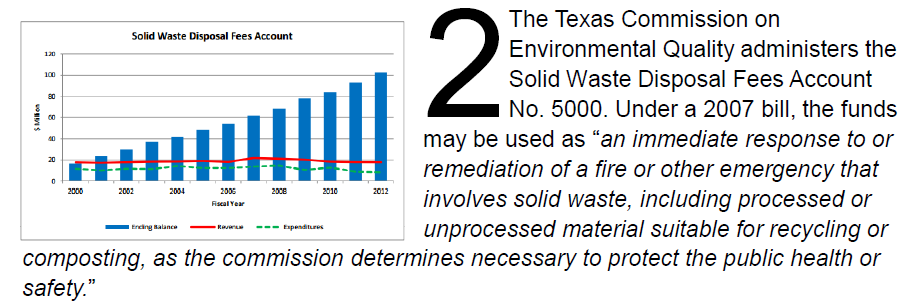 Solid Waste Disposal Fees Account
120
100
80
60
40
20
0
$ Million
2000 2002 2004 2006 2008 2010 2012
Fiscal Year
Ending Balance Revenue Expenditures
2
The Texas Commission on
Environmental Quality administers the
Solid Waste Disposal Fees Account
No. 5000. Under a 2007 bill, the funds
may be used as “an immediate response to or
remediation of a fire or other emergency that
involves solid waste, including processed or
unprocessed material suitable for recycling or
composting, as the commission determines necessary to protect the public health or
safety.”